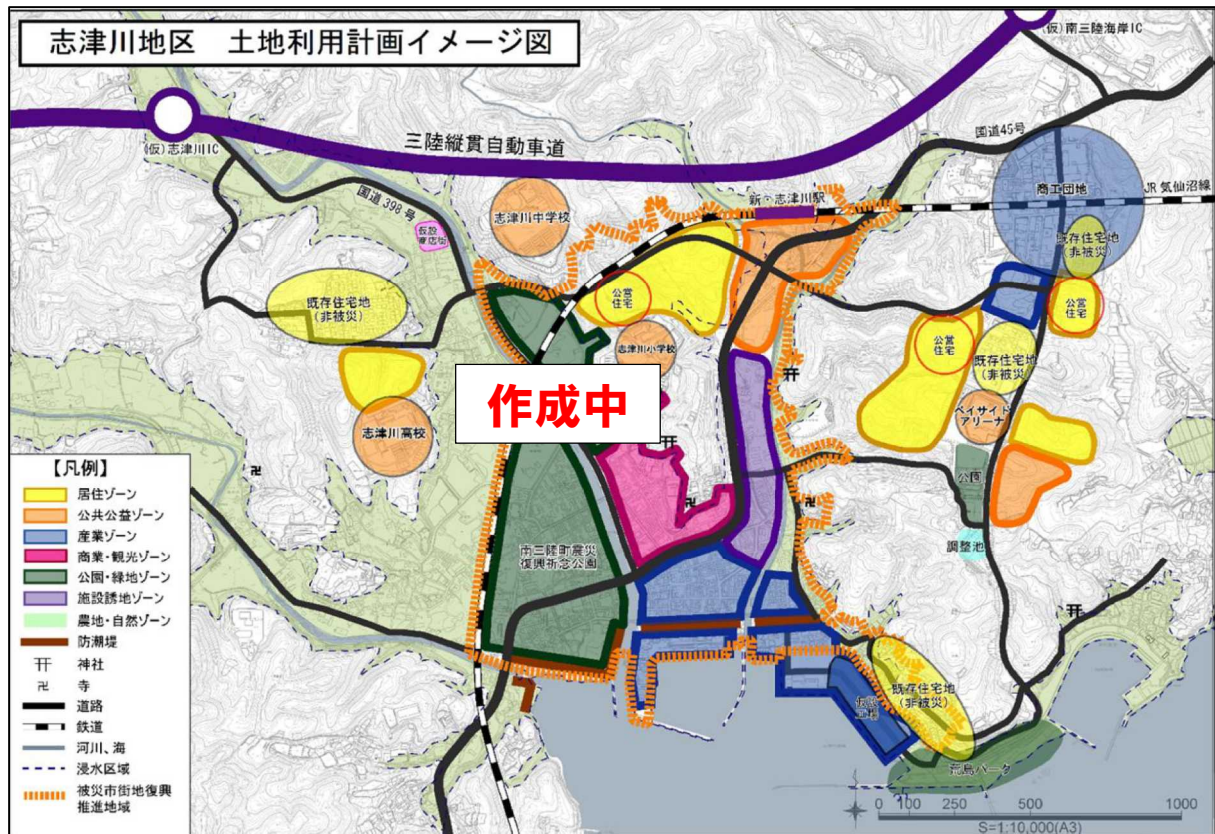 志津川地区 土地利用計画イメージ図
(仮)南三陸海岸IC
(仮)志津川IC
三陸縦貫自動車道
国道45号
国道398号
志津川中学校
新・志津川駅
商工団地
JR 気仙沼線
仮設
商店街
既存住宅地
(非被災)
既存住宅地
(非被災)
公営
住宅
公営
住宅
公営
住宅
志津川小学校
既存住宅地
(非被災)
作成中
志津川高校
ベイサイド
アリーナ
公園
調整池
南三陸町震災
復興祈念公園
既存住宅地
(非被災)
仮設
工場
荒島パーク
【凡例】
居住ゾーン
公共公益ゾーン
産業ゾーン
商業・観光ゾーン
公園・緑地ゾーン
施設誘地ゾーン
農地・自然ゾーン
防潮堤
神社
寺
道路
鉄道
河川、海
浸水区域
被災市街地復興
推進地域
0 100 250 500 1000
S=1:10,000(A3)